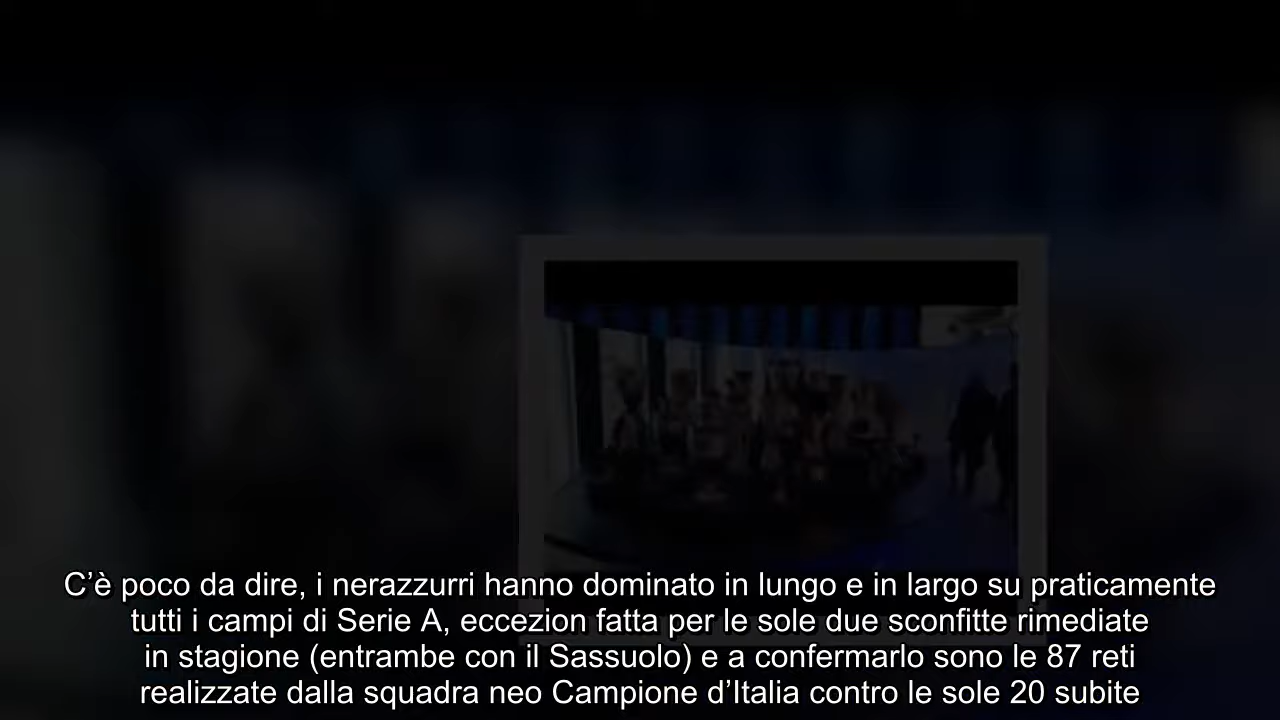 C’è poco da dire, i nerazzurri hanno dominato in lungo e in largo su praticamente
tutti i campi di Serie A, eccezion fatta per le sole due sconfitte rimediate
in stagione (entrambe con il Sassuolo) e a confermarlo sono le 87 reti
realizzate dalla squadra neo Campione d’Italia contro le sole 20 subite